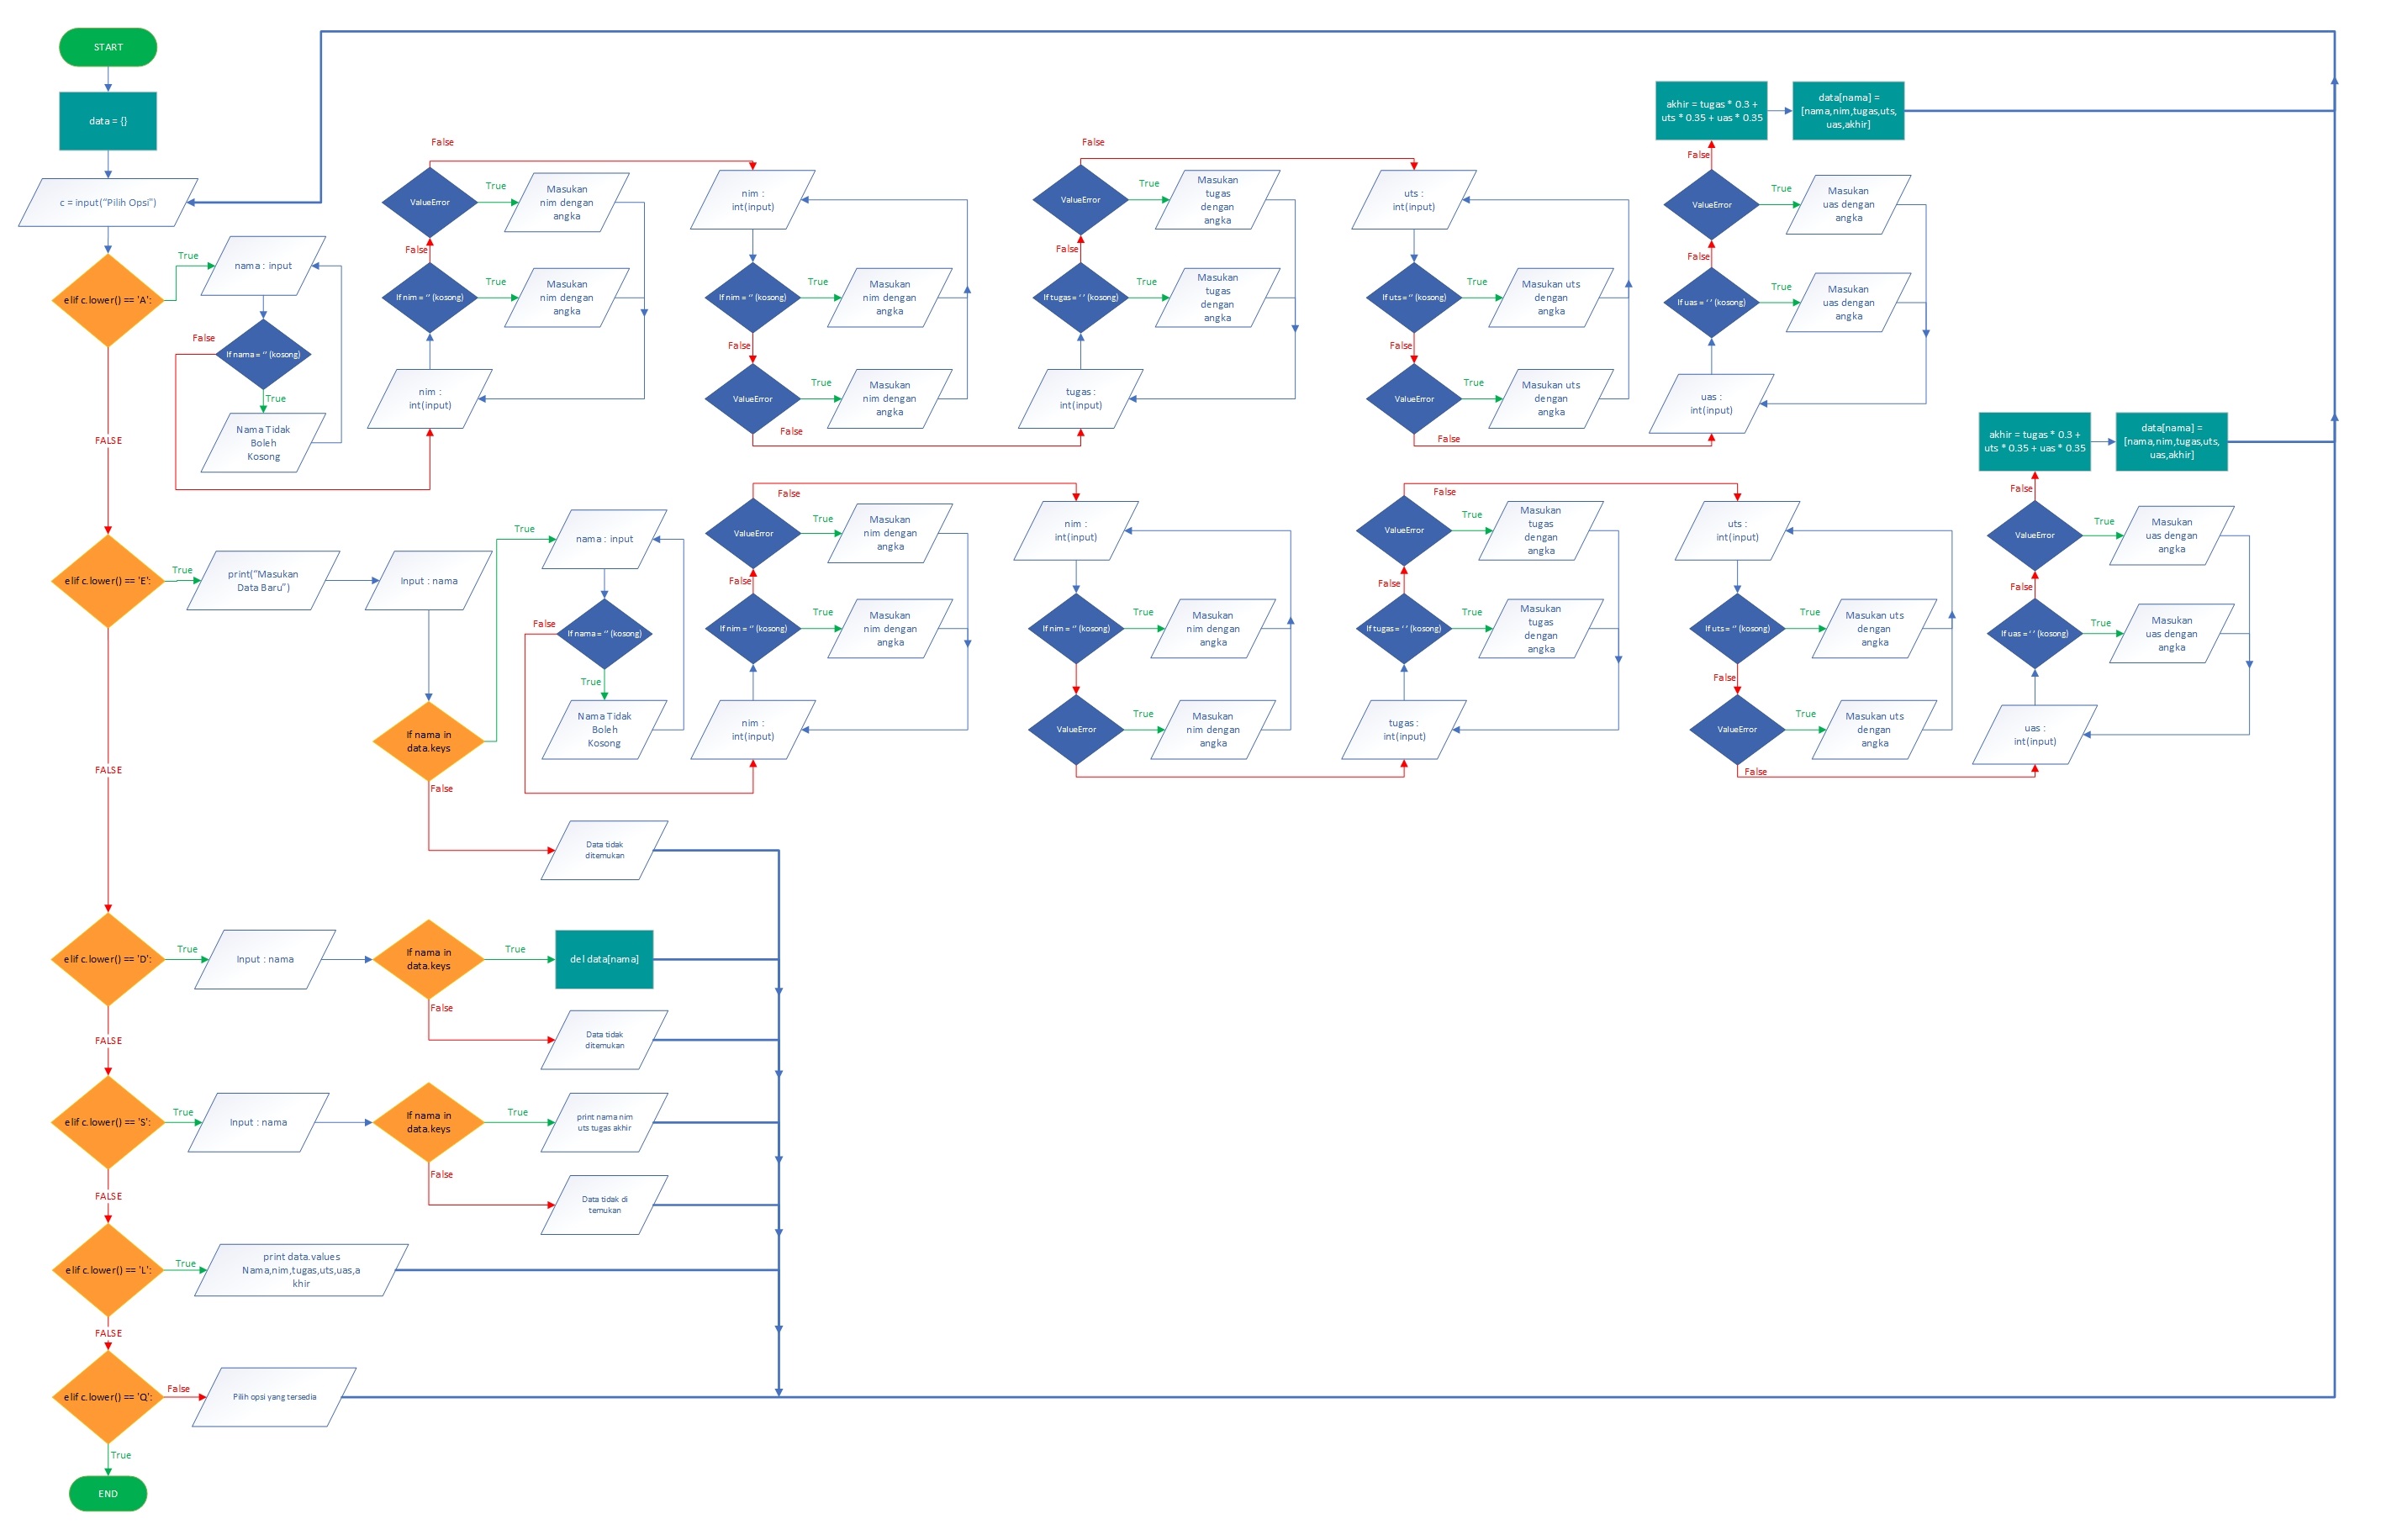 START
data = {}
c = input("Pilih Opsi")
elif c.lower() == 'A':
True
nama : input
If nama = '' (kosong)
False
True
Nama Tidak
Boleh
Kosong
FALSE
nim :
int(input)
If nim = '' (kosong)
True
Masukan
nim dengan
angka
False
ValueError
True
Masukan
nim dengan
angka
False
nim :
int(input)
If nim = '' (kosong)
True
Masukan
nim dengan
angka
False
ValueError
True
Masukan
nim dengan
angka
False
tugas :
int(input)
If tugas = ' ' (kosong)
True
Masukan
tugas
dengan
angka
False
ValueError
True
Masukan
tugas
dengan
angka
False
uts :
int(input)
If uts = '' (kosong)
True
Masukan uts
dengan
angka
False
ValueError
True
Masukan uts
dengan
angka
False
uas :
int(input)
If uas = ' ' (kosong)
True
Masukan
uas dengan
angka
False
ValueError
True
Masukan
uas dengan
angka
False
akhir = tugas * 0.3 +
uts * 0.35 + uas * 0.35
data[nama] =
[nama,nim,tugas,uts,
uas,akhir]
elif c.lower() == 'E':
True
print("Masukan
Data Baru")
Input : nama
If nama in
data.keys
True
nama : input
If nama = '' (kosong)
False
True
Nama Tidak
Boleh
Kosong
nim :
int(input)
If nim = '' (kosong)
True
Masukan
nim dengan
angka
False
ValueError
True
Masukan
nim dengan
angka
False
nim :
int(input)
If nim = '' (kosong)
True
Masukan
nim dengan
angka
ValueError
True
Masukan
nim dengan
angka
tugas :
int(input)
If tugas = ' ' (kosong)
True
Masukan
tugas
dengan
angka
False
ValueError
True
Masukan
tugas
dengan
angka
False
uts :
int(input)
If uts = '' (kosong)
True
Masukan uts
dengan
angka
False
ValueError
True
Masukan uts
dengan
angka
False
uas :
int(input)
If uas = ' ' (kosong)
True
Masukan
uas dengan
angka
False
ValueError
True
Masukan
uas dengan
angka
False
akhir = tugas * 0.3 +
uts * 0.35 + uas * 0.35
data[nama] =
[nama,nim,tugas,uts,
uas,akhir]
False
Data tidak
ditemukan
FALSE
elif c.lower() == 'D':
True
Input : nama
If nama in
data.keys
True
del data[nama]
False
Data tidak
ditemukan
FALSE
elif c.lower() == 'S':
True
Input : nama
If nama in
data.keys
True
print nama nim
uts tugas akhir
False
Data tidak di
temukan
FALSE
elif c.lower() == 'L':
True
print data.values
Nama,nim,tugas,uts,uas,a
khir
FALSE
elif c.lower() == 'Q':
False
Pilih opsi yang tersedia
True
END